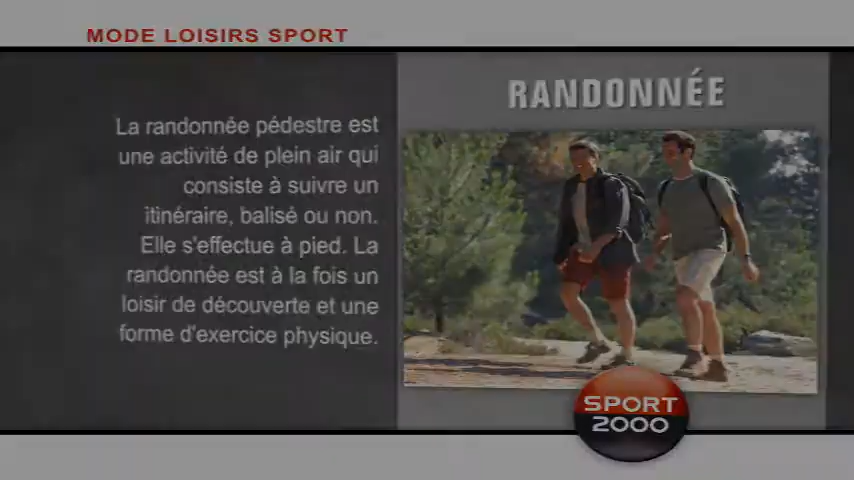 MODE LOISIRS SPORT
RANDONNÉE
La randonnée pédestre est
une activité de plein air qui
consiste à suivre un
itinéraire, balisé ou non.
Elle s'effectue à pied. La
randonnée est à la fois un
loisir de découverte et une
forme d'exercice physique.
SPORT
2000